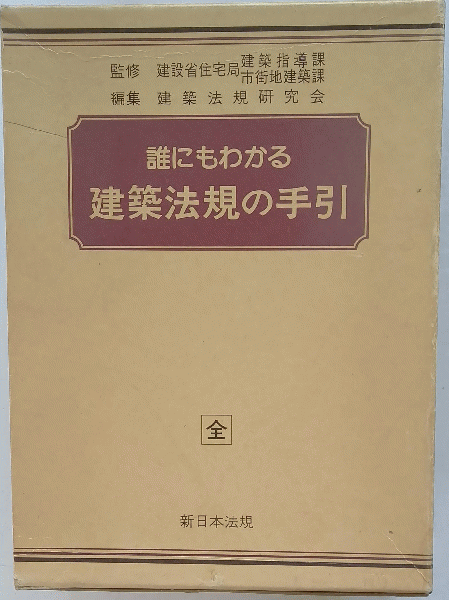 監修 建設省住宅局 建築指導課
市街地建築課
編集 建築法規研究会
誰にもわかる
建築法規の手引
全
新日本法規